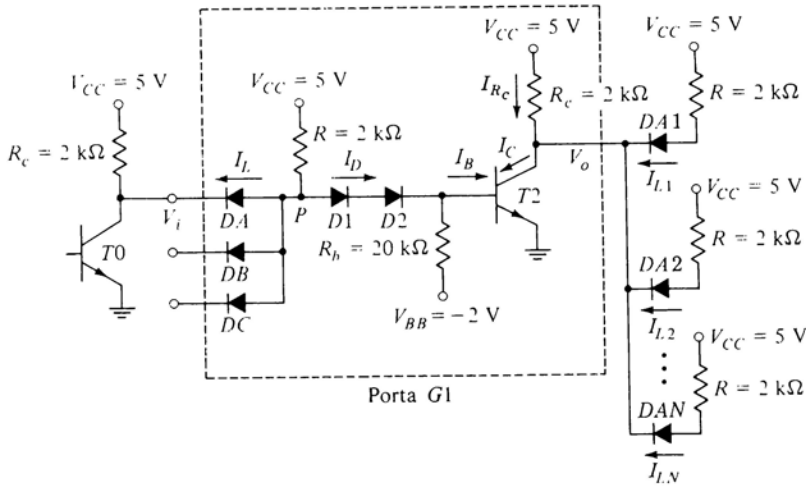 V_CC = 5 V
V_CC = 5 V
V_CC = 5 V
V_CC = 5 V
I_Rc
R_c = 2 kΩ
R = 2 kΩ
R = 2 kΩ
R_c = 2 kΩ
DA1
I_L
I_D
I_B
I_C
V_o
V_i
DA
P
D1
D2
T2
I_L1
V_CC = 5 V
T0
DB
R_b = 20 kΩ
DA2
R = 2 kΩ
DC
V_BB = −2 V
I_L2
V_CC = 5 V
Porta G1
R = 2 kΩ
DAN
I_LN